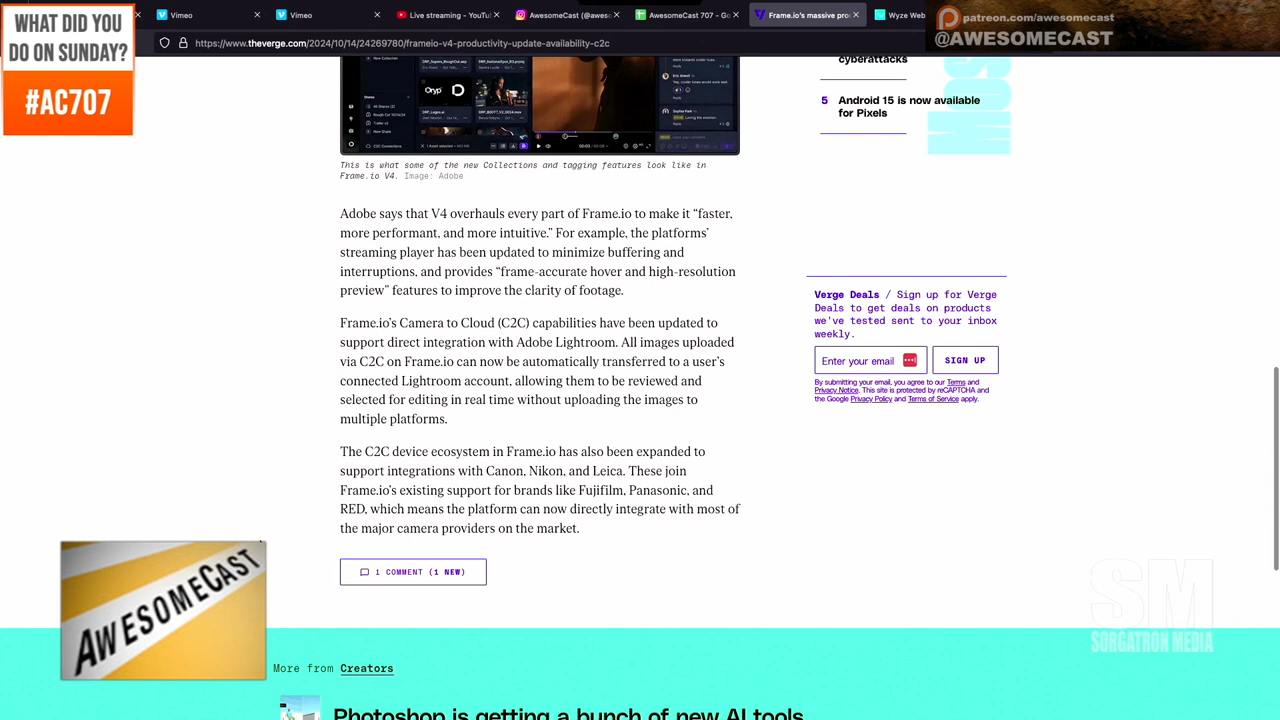 WHAT DID YOU
DO ON SUNDAY?
#AC707
Vimeo
Vimeo
Live streaming - YouTu
AwesomeCast (@aweso
AwesomeCast 707 - Go
Frame.io's massive pro
Wyze Web
patreon.com/awesomecast
@AWESOMECAST
https://www.theverge.com/2024/10/14/24269780/frameio-v4-productivity-update-availability-c2c
cyberattacks
5 Android 15 is now available
for Pixels
This is what some of the new Collections and tagging features look like in
Frame.io V4. Image: Adobe
Adobe says that V4 overhauls every part of Frame.io to make it “faster,
more performant, and more intuitive.” For example, the platforms’
streaming player has been updated to minimize buffering and
interruptions, and provides “frame-accurate hover and high-resolution
preview” features to improve the clarity of footage.
Frame.io’s Camera to Cloud (C2C) capabilities have been updated to
support direct integration with Adobe Lightroom. All images uploaded
via C2C on Frame.io can now be automatically transferred to a user’s
connected Lightroom account, allowing them to be reviewed and
selected for editing in real time without uploading the images to
multiple platforms.
The C2C device ecosystem in Frame.io has also been expanded to
support integrations with Canon, Nikon, and Leica. These join
Frame.io’s existing support for brands like Fujifilm, Panasonic, and
RED, which means the platform can now directly integrate with most of
the major camera providers on the market.
1 COMMENT (1 NEW)
Verge Deals / Sign up for Verge
Deals to get deals on products
we've tested sent to your inbox
weekly.
Enter your email
SIGN UP
By submitting your email, you agree to our Terms and
Privacy Notice. This site is protected by reCAPTCHA and
the Google Privacy Policy and Terms of Service apply.
AWESOMECAST
SM
SORGATRON MEDIA
More from Creators
Photoshop is getting a bunch of new AI tools